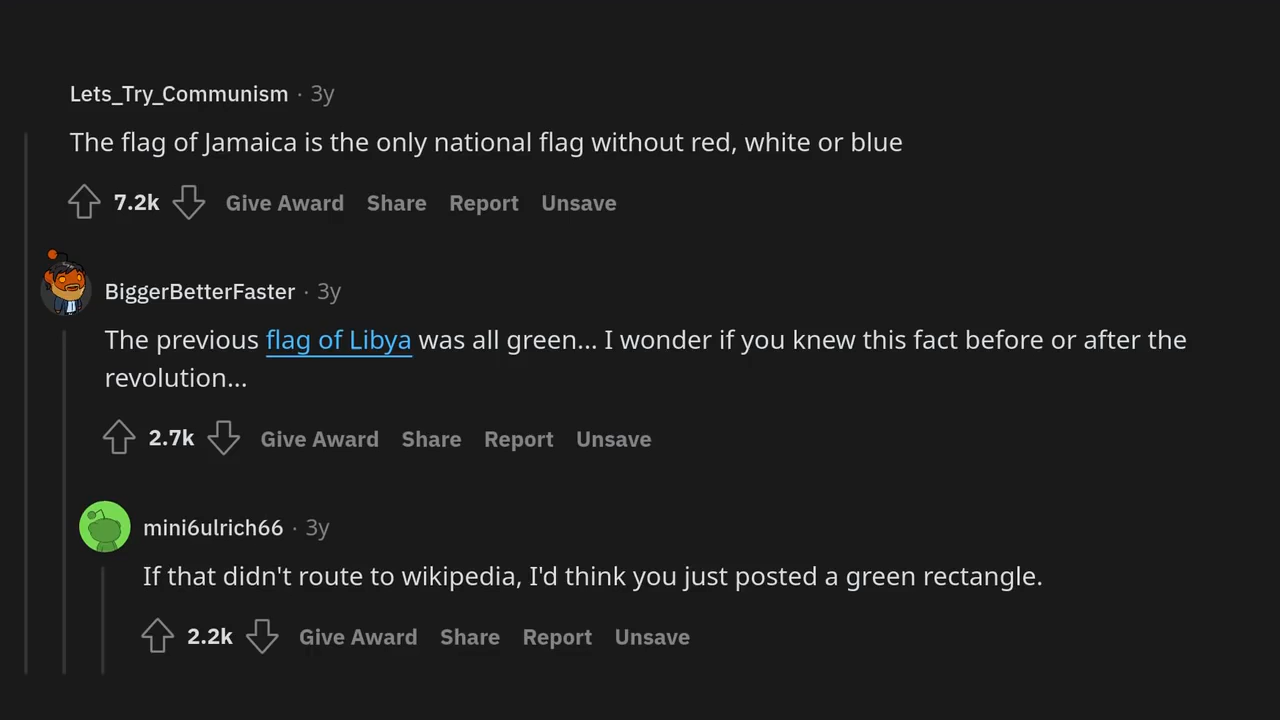 Lets_Try_Communism · 3y
The flag of Jamaica is the only national flag without red, white or blue
7.2k Give Award Share Report Unsave
BiggerBetterFaster · 3y
The previous flag of Libya was all green... I wonder if you knew this fact before or after the
revolution...
2.7k Give Award Share Report Unsave
mini6ulrich66 · 3y
If that didn't route to wikipedia, I'd think you just posted a green rectangle.
2.2k Give Award Share Report Unsave